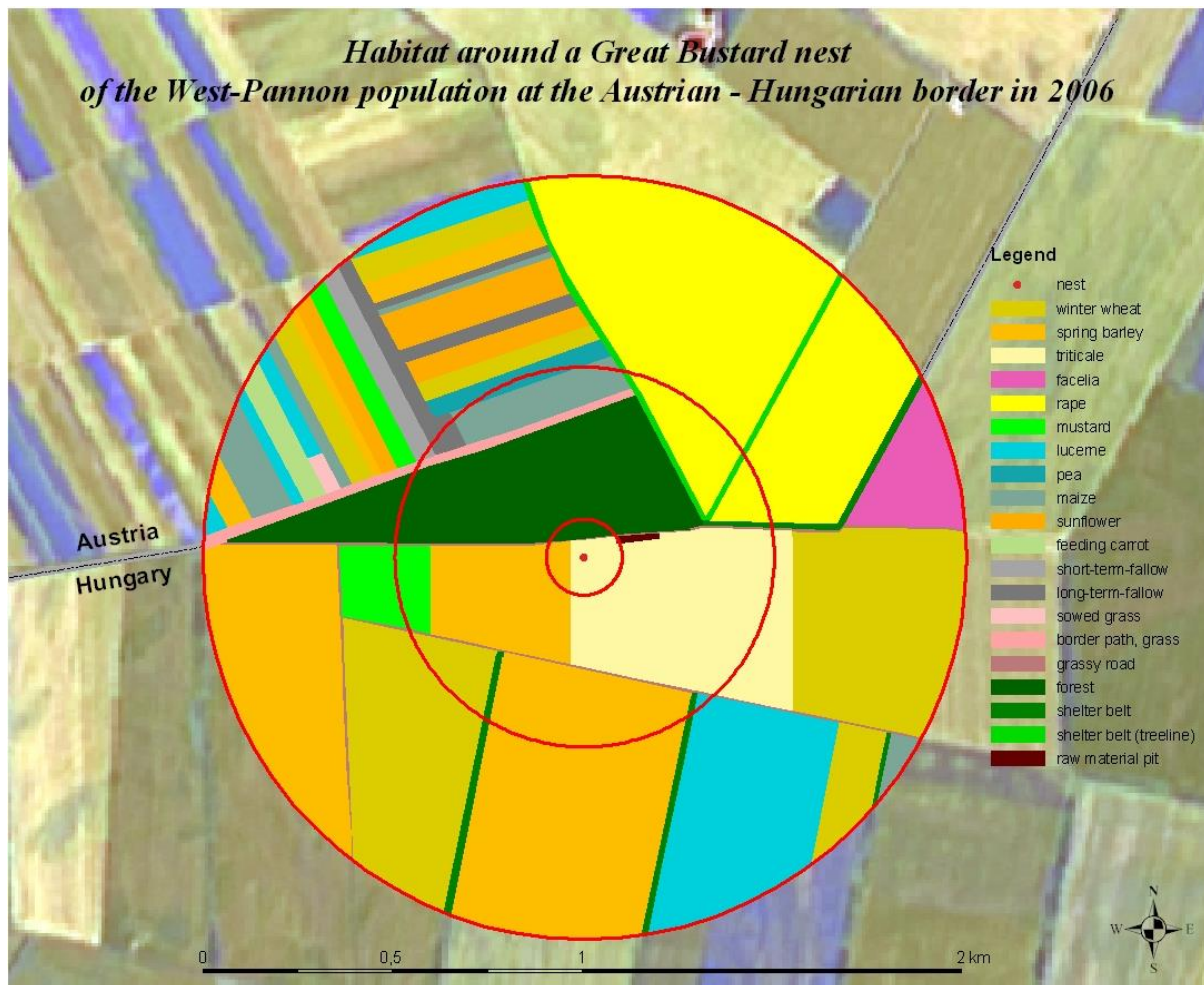 Habitat around a Great Bustard nest
of the West-Pannon population at the Austrian - Hungarian border in 2006
Legend
nest
winter wheat
spring barley
triticale
facelia
rape
mustard
lucerne
pea
maize
sunflower
feeding carrot
short-term-fallow
long-term-fallow
sowed grass
border path, grass
grassy road
forest
shelter belt
shelter belt (treeline)
raw material pit
Austria
Hungary
N
W E
S
0 0,5 1 2 km